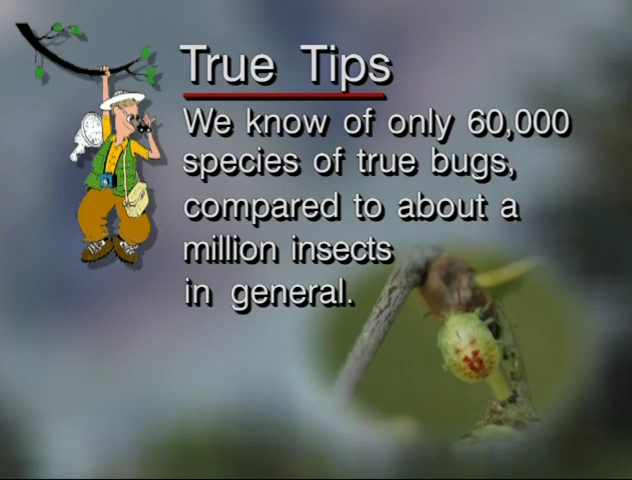 True Tips
We know of only 60,000
species of true bugs,
compared to about a
million insects
in general.